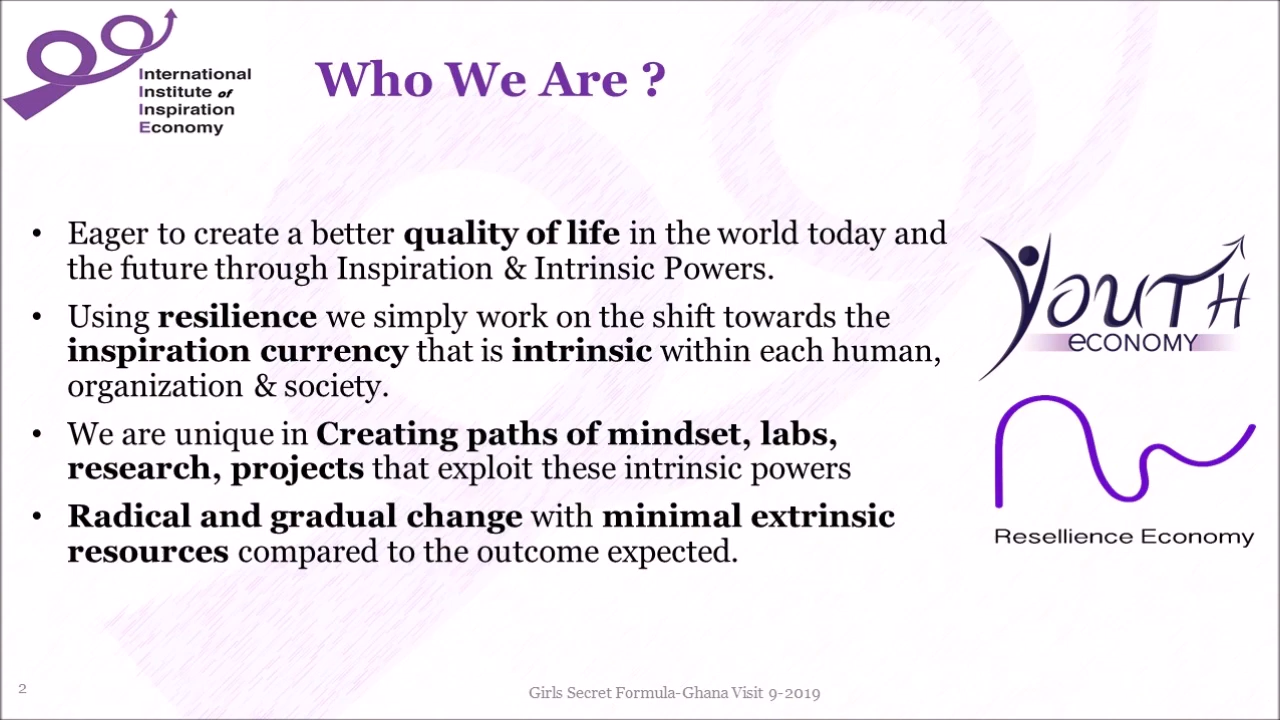 International
Institute of
Inspiration
Economy
Who We Are ?
• Eager to create a better quality of life in the world today and
the future through Inspiration & Intrinsic Powers.
• Using resilience we simply work on the shift towards the
inspiration currency that is intrinsic within each human,
organization & society.
• We are unique in Creating paths of mindset, labs,
research, projects that exploit these intrinsic powers
• Radical and gradual change with minimal extrinsic
resources compared to the outcome expected.
YOUTH
eCONOMY
Resellience Economy
2
Girls Secret Formula-Ghana Visit 9-2019